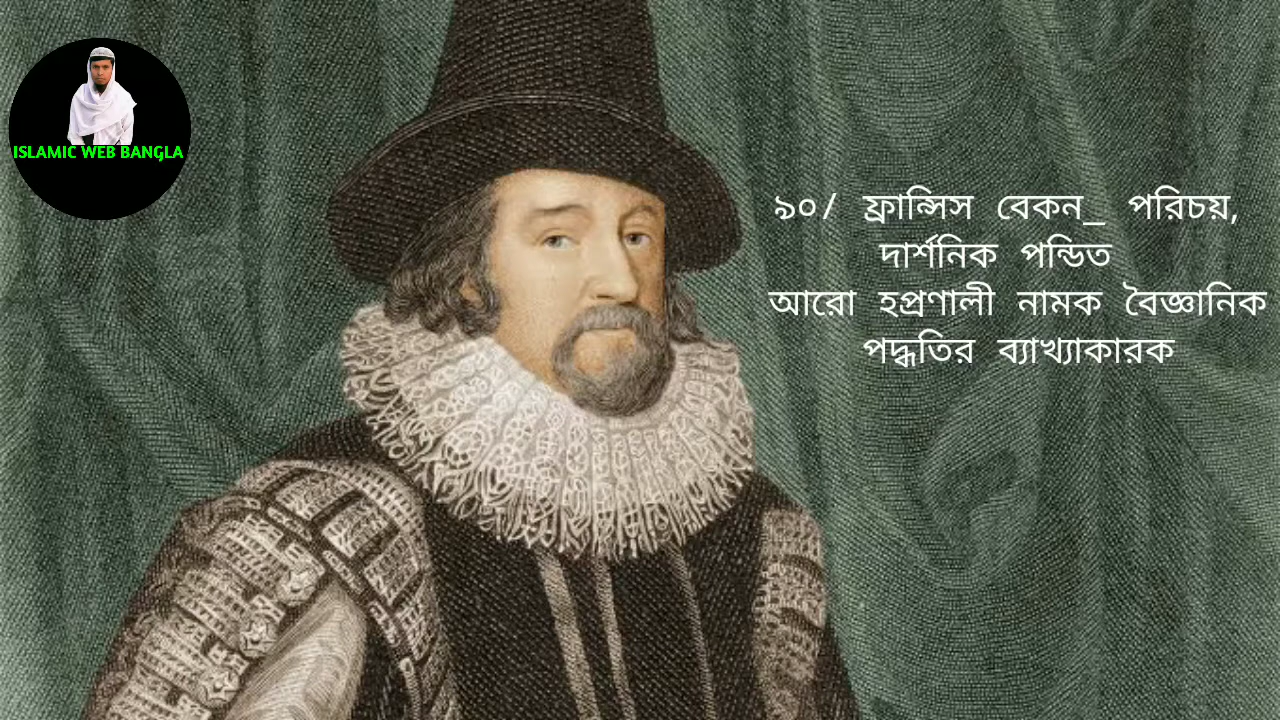 ISLAMIC WEB BANGLA
৯০/ ফ্রান্সিস বেকন_ পরিচয়,
দার্শনিক পন্ডিত
আরো হপ্রণালী নামক বৈজ্ঞানিক
পদ্ধতির ব্যাখ্যাকারক